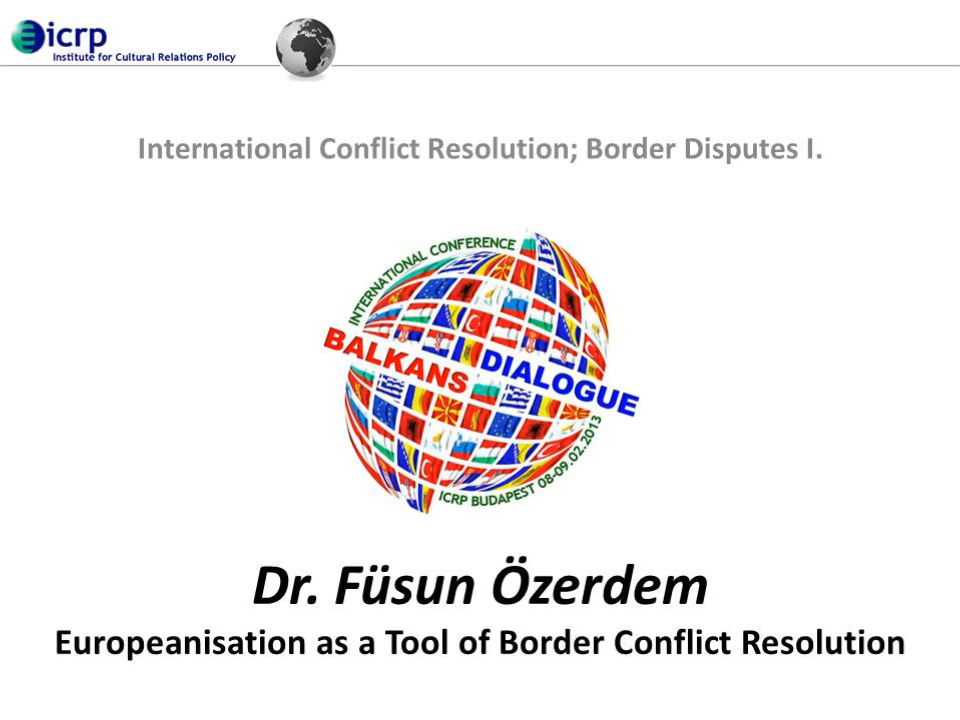 icrp
Institute for Cultural Relations Policy
International Conflict Resolution; Border Disputes I.
INTERNATIONAL CONFERENCE
BALKANS
DIALOGUE
ICRP BUDAPEST 08-09.02.2013
Dr. Füsun Özerdem
Europeanisation as a Tool of Border Conflict Resolution